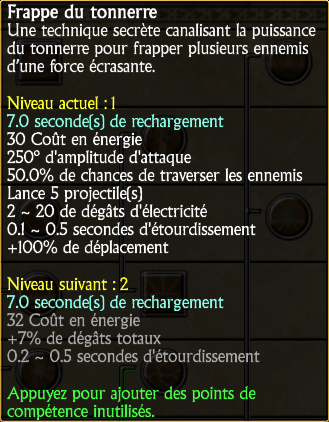 Frappe du tonnerre
Une technique secrète canalisant la puissance
du tonnerre pour frapper plusieurs ennemis
d'une force écrasante.
Niveau actuel : 1
7.0 seconde(s) de rechargement
30 Coût en énergie
250° d'amplitude d'attaque
50.0% de chances de traverser les ennemis
Lance 5 projectile(s)
2 ~ 20 de dégâts d'électricité
0.1 ~ 0.5 secondes d'étourdissement
+100% de déplacement
Niveau suivant : 2
7.0 seconde(s) de rechargement
32 Coût en énergie
+7% de dégâts totaux
0.2 ~ 0.5 secondes d'étourdissement
Appuyez pour ajouter des points de
compétence inutilisés.